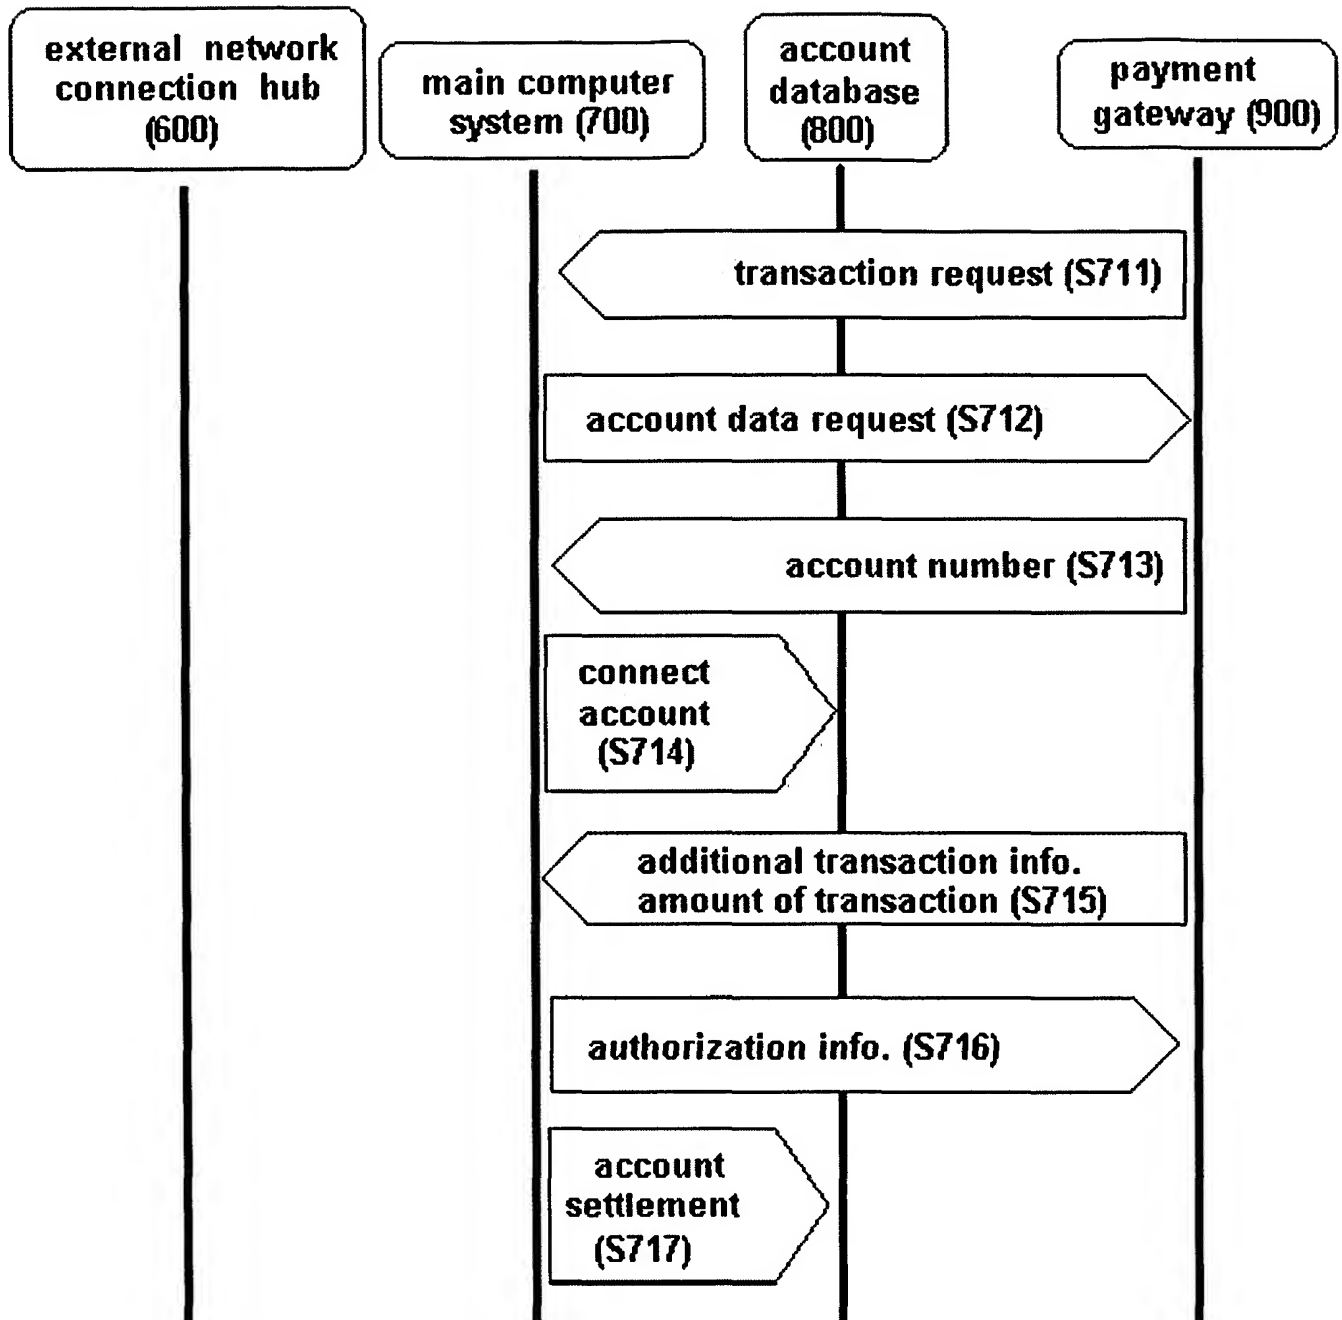 external network
connection hub
(600)
main computer
system (700)
account
database
(800)
payment
gateway (900)
transaction request (S711)
account data request (S712)
account number (S713)
connect
account
(S714)
additional transaction info.
amount of transaction (S715)
authorization info. (S716)
account
settlement
(S717)